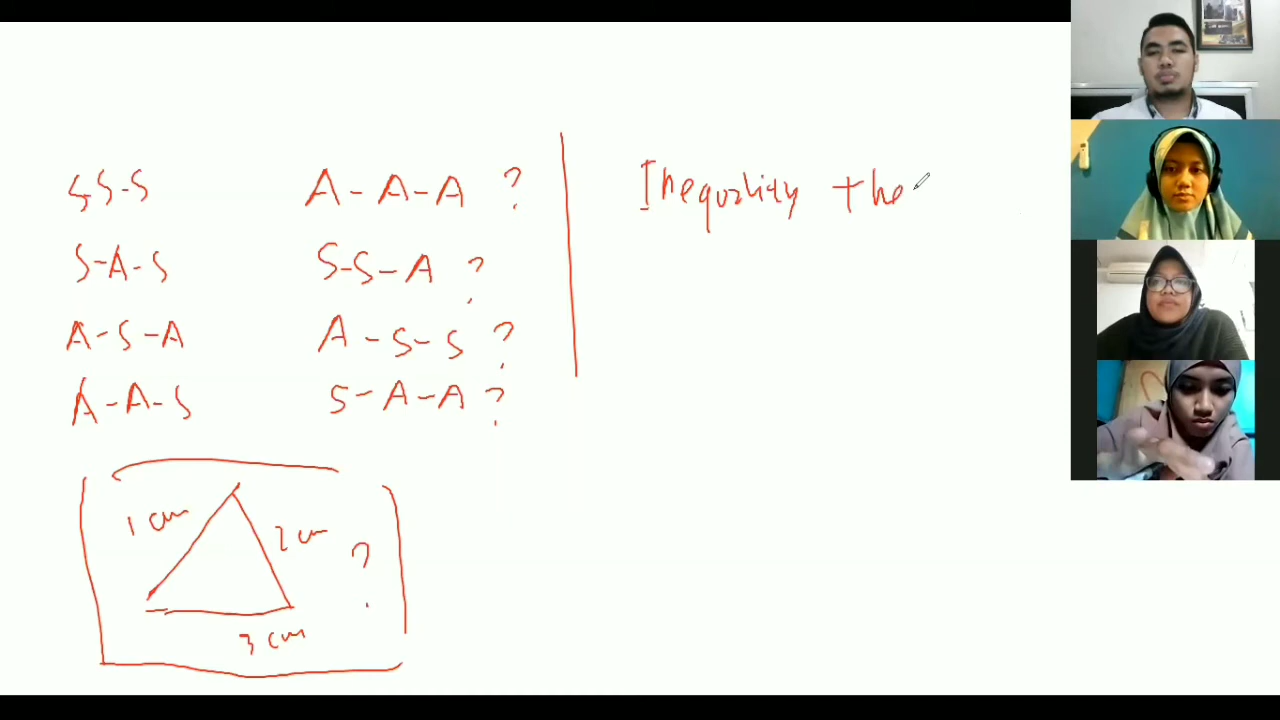 S-S-S
S-A-S
A-S-A
A-A-S
A-A-A ?
S-S-A ?
A-S-S ?
S-A-A ?
1 cm
2 cm
?
3 cm
Inequality the